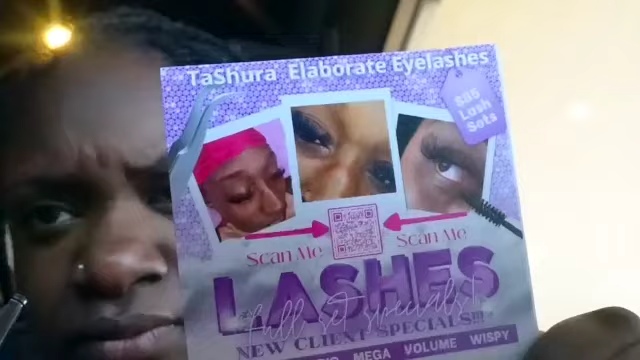 TaShura Elaborate Eyelashes
$85
Lash
Sets
Scan Me
Scan Me
LASHES
full set specials!
NEW CLIENT SPECIALS!!!
MEGA VOLUME WISPY